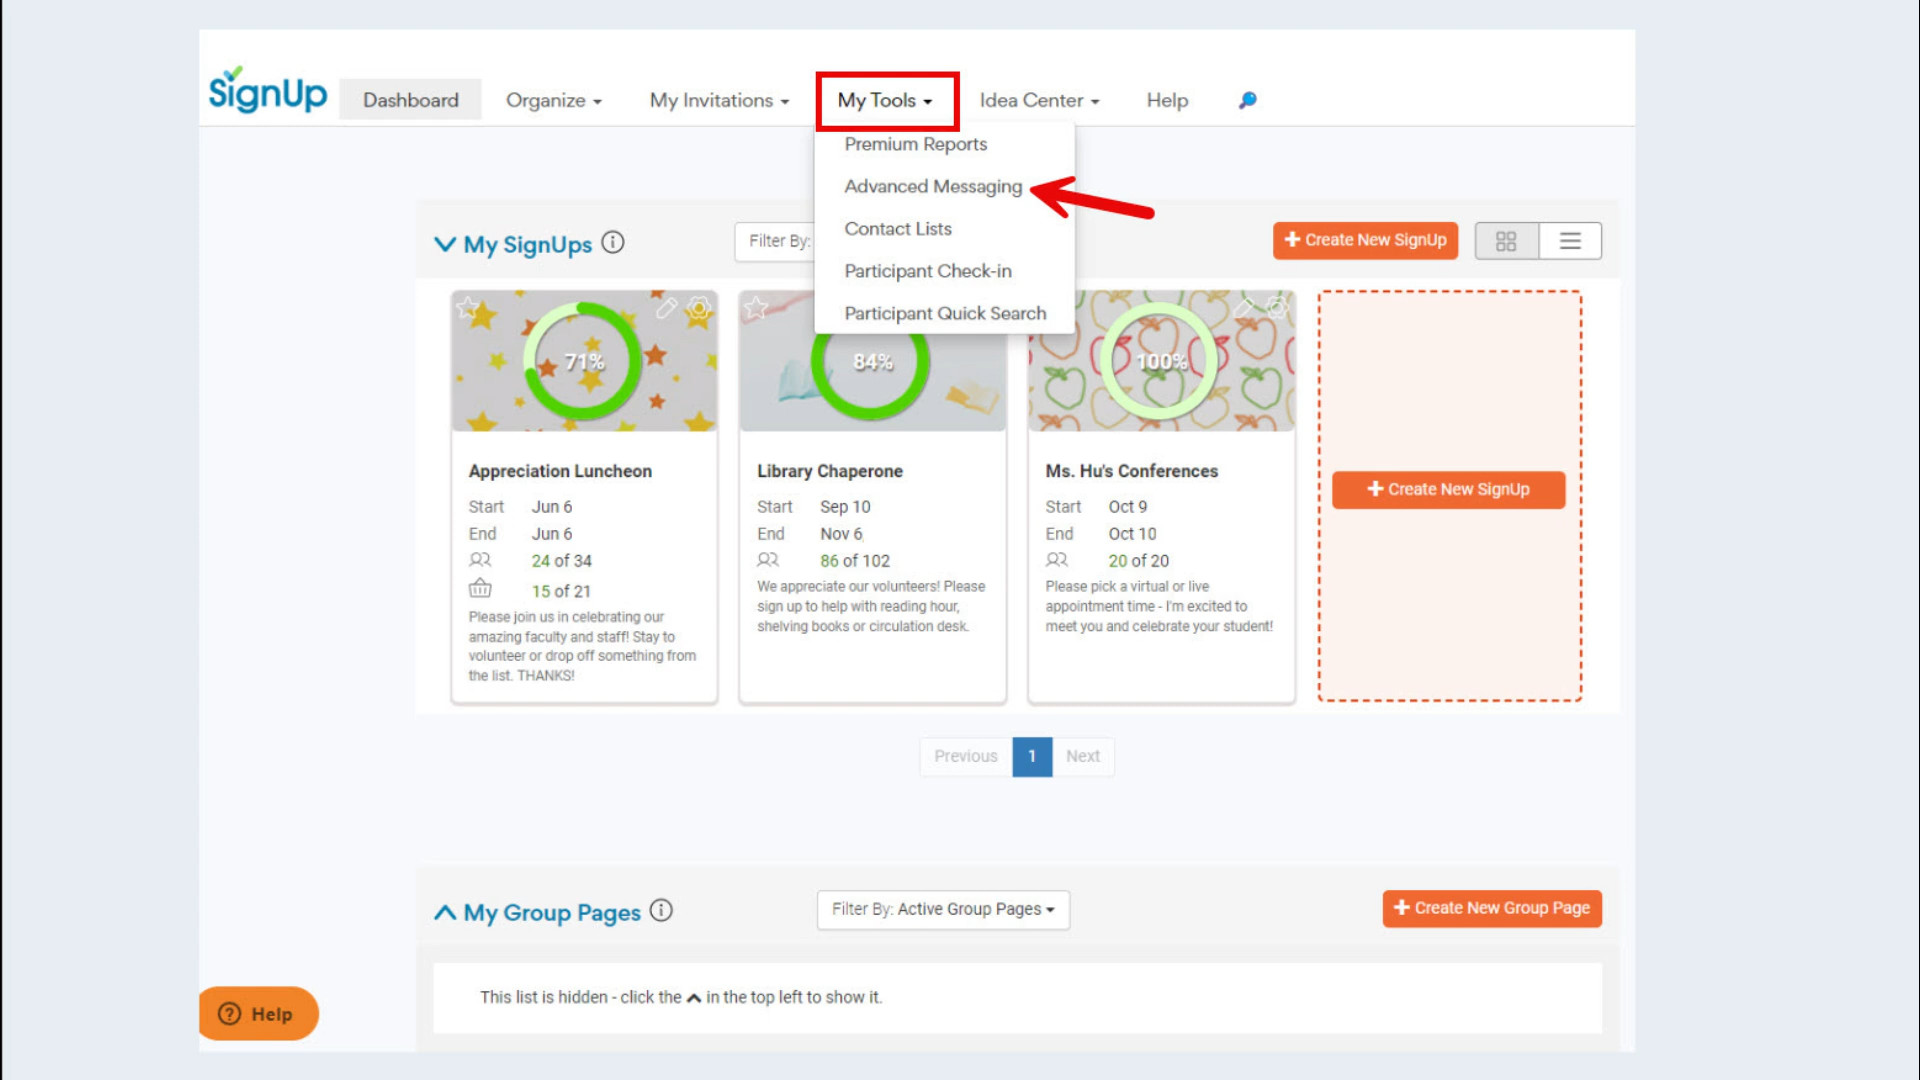 SignUp
Dashboard
Organize
My Invitations
My Tools
Idea Center
Help
Premium Reports
Advanced Messaging
Contact Lists
Participant Check-in
Participant Quick Search
My SignUps
Filter By:
Create New SignUp
71%
84%
100%
Appreciation Luncheon
Start Jun 6
End Jun 6
24 of 34
15 of 21
Please join us in celebrating our
amazing faculty and staff! Stay to
volunteer or drop off something from
the list. THANKS!
Library Chaperone
Start Sep 10
End Nov 6
86 of 102
We appreciate our volunteers! Please
sign up to help with reading hour,
shelving books or circulation desk.
Ms. Hu's Conferences
Start Oct 9
End Oct 10
20 of 20
Please pick a virtual or live
appointment time - I'm excited to
meet you and celebrate your student!
Create New SignUp
Previous 1 Next
My Group Pages
Filter By: Active Group Pages
Create New Group Page
This list is hidden - click the in the top left to show it.
Help